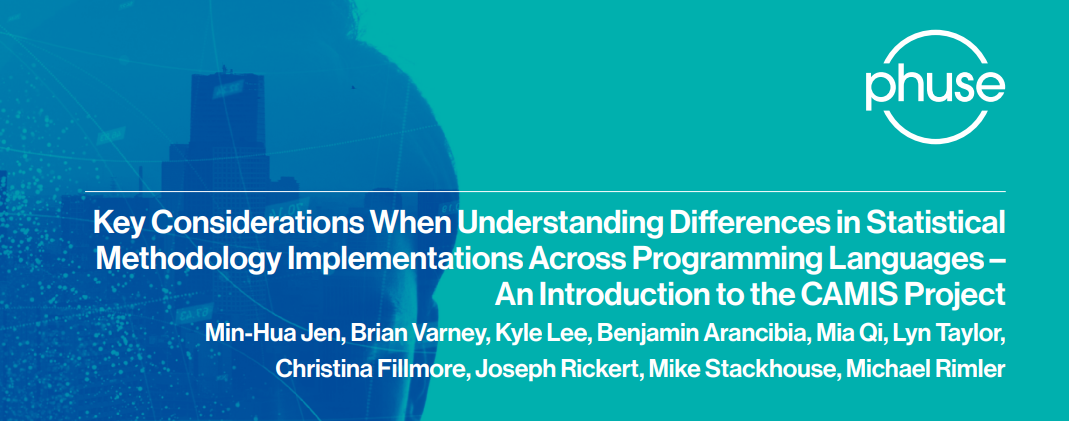 phuse
Key Considerations When Understanding Differences in Statistical
Methodology Implementations Across Programming Languages –
An Introduction to the CAMIS Project
Min-Hua Jen, Brian Varney, Kyle Lee, Benjamin Arancibia, Mia Qi, Lyn Taylor,
Christina Fillmore, Joseph Rickert, Mike Stackhouse, Michael Rimler